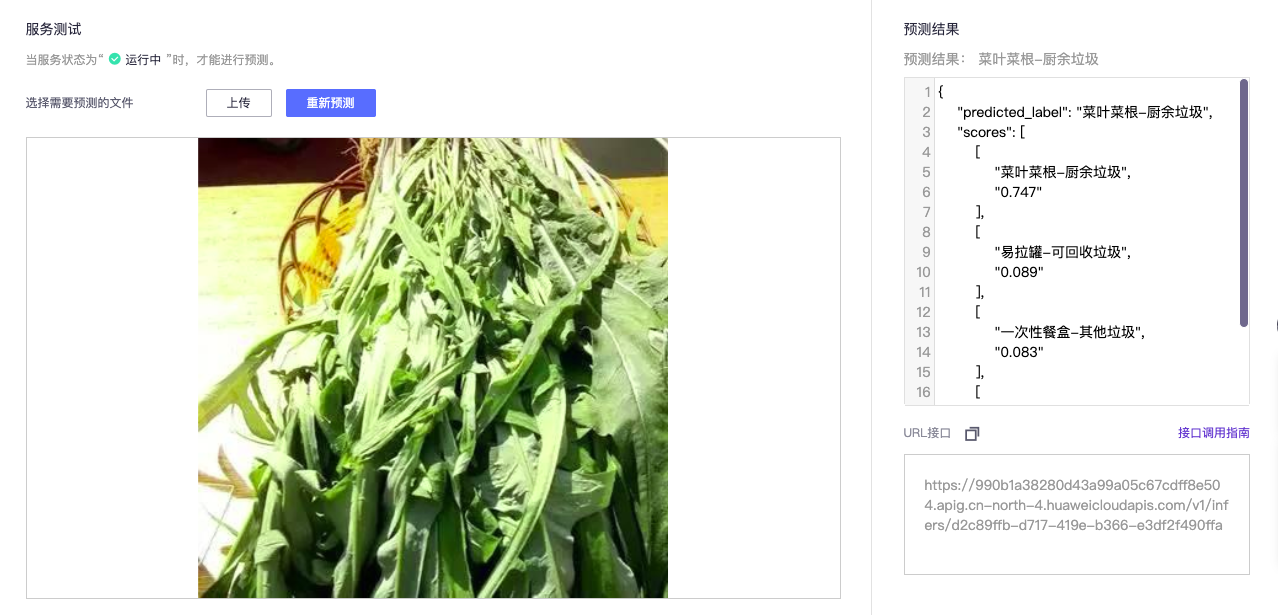 服务测试
当服务状态为“ 运行中 ”时，才能进行预测。
选择需要预测的文件
上传
重新预测
预测结果
预测结果： 菜叶菜根–厨余垃圾
1 {
2 "predicted_label": "菜叶菜根–厨余垃圾",
3 "scores": [
4 [
5 "菜叶菜根–厨余垃圾",
6 "0.747"
7 ],
8 [
9 "易拉罐–可回收垃圾",
10 "0.089"
11 ],
12 [
13 "一次性餐盒–其他垃圾",
14 "0.083"
15 ],
16 [
URL接口
接口调用指南
https://990b1a38280d43a99a05c67cdff8e50
4.apig.cn-north-4.huaweicloudapis.com/v1/inf
ers/d2c89ffb-d717-419e-b366-e3df2f490ffa